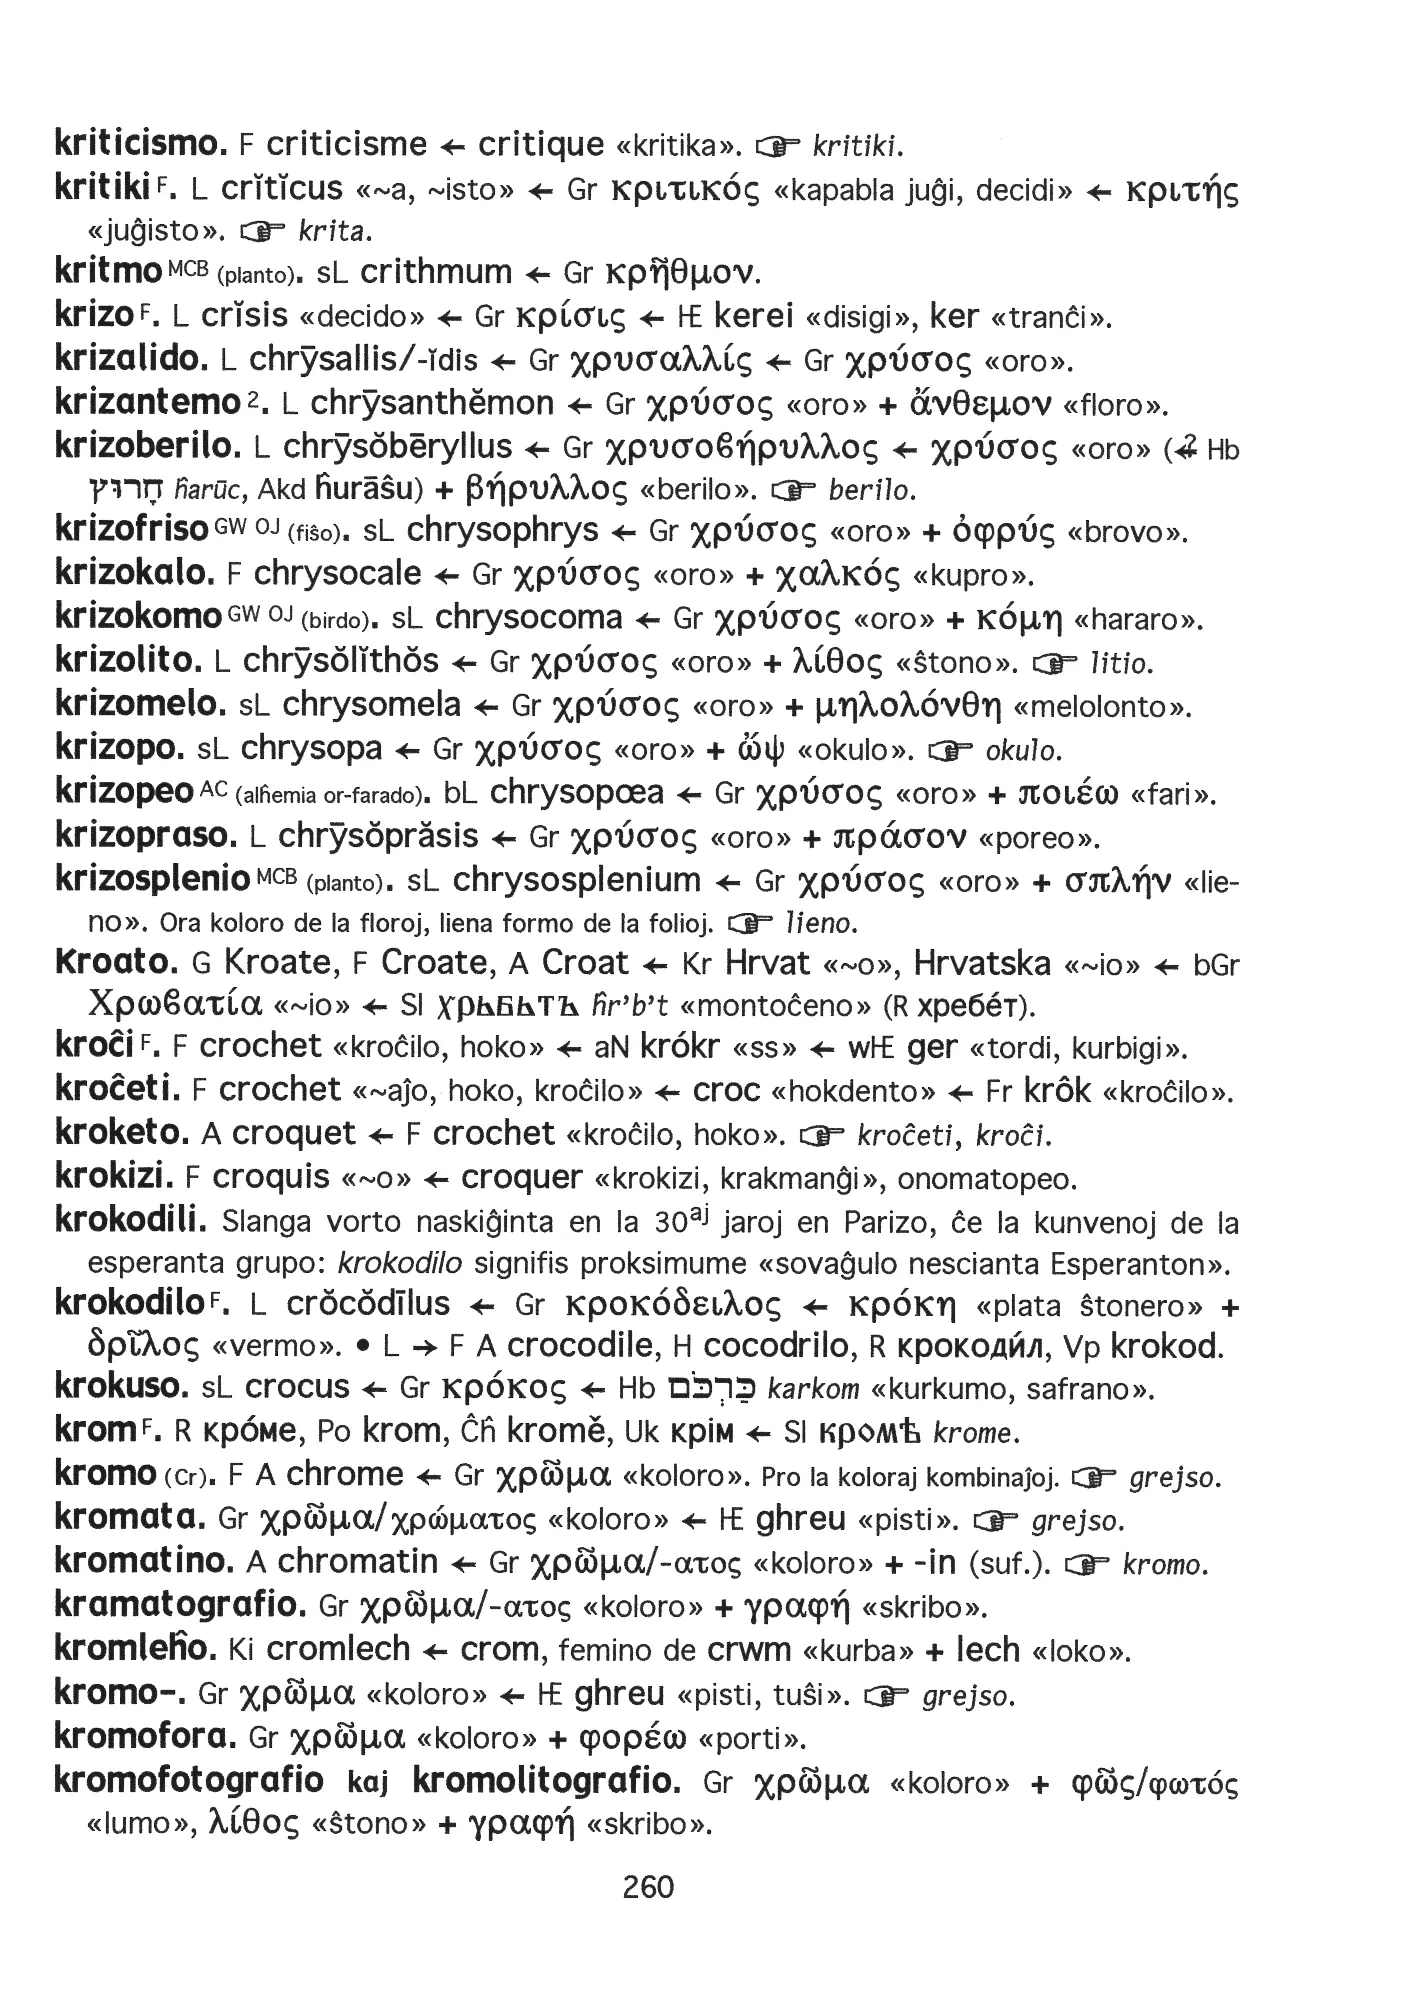 kriticismo. F criticisme ← critique «kritika». ☞ kritiki.
kritiki F. L crĭtĭcus «~a, ~isto» ← Gr κριτικός «kapabla juĝi, decidi» ← κριτής
«juĝisto». ☞ krita.
kritmo MCB (planto). sL crithmum ← Gr κρῆθμον.
krizo F. L crĭsis «decido» ← Gr κρίσις ← IE kerei «disigi», ker «tranĉi».
krizalido. L chrȳsallis/-ĭdis ← Gr χρυσαλλίς ← Gr χρύσος «oro».
krizantemo 2. L chrȳsanthĕmon ← Gr χρύσος «oro» + ἄνθεμον «floro».
krizoberilo. L chrȳsŏbēryllus ← Gr χρυσοϐήρυλλος ← χρύσος «oro» (←? Hb
חָרוּץ ĥarūc, Akd ĥurāŝu) + βήρυλλος «berilo». ☞ berilo.
krizofriso GW OJ (fiŝo). sL chrysophrys ← Gr χρύσος «oro» + ὀφρύς «brovo».
krizokalo. F chrysocale ← Gr χρύσος «oro» + χαλκός «kupro».
krizokomo GW OJ (birdo). sL chrysocoma ← Gr χρύσος «oro» + κόμη «hararo».
krizolito. L chrȳsŏlĭthŏs ← Gr χρύσος «oro» + λίθος «ŝtono». ☞ litio.
krizomelo. sL chrysomela ← Gr χρύσος «oro» + μηλολόνθη «melolonto».
krizopo. sL chrysopa ← Gr χρύσος «oro» + ὤψ «okulo». ☞ okulo.
krizopeo AC (alĥemia or-farado). bL chrysopœa ← Gr χρύσος «oro» + ποιέω «fari».
krizopraso. L chrȳsŏprăsis ← Gr χρύσος «oro» + πράσον «poreo».
krizosplenio MCB (planto). sL chrysosplenium ← Gr χρύσος «oro» + σπλήν «lie-
no». Ora koloro de la floroj, liena formo de la folioj. ☞ lieno.
Kroato. G Kroate, F Croate, A Croat ← Kr Hrvat «~o», Hrvatska «~io» ← bGr
Χρωϐατία «~io» ← Sl хрьбьтъ ĥr’b’t «montoĉeno» (R хребéт).
kroĉi F. F crochet «kroĉilo, hoko» ← aN krókr «ss» ← wIE ger «tordi, kurbigi».
kroĉeti. F crochet «~aĵo, hoko, kroĉilo» ← croc «hokdento» ← Fr krôk «kroĉilo».
kroketo. A croquet ← F crochet «kroĉilo, hoko». ☞ kroĉeti, kroĉi.
krokizi. F croquis «~o» ← croquer «krokizi, krakmanĝi», onomatopeo.
krokodili. Slanga vorto naskiĝinta en la 30aj jaroj en Parizo, ĉe la kunvenoj de la
esperanta grupo: krokodilo signifis proksimume «sovaĝulo nescianta Esperanton».
krokodilo F. L crŏcŏdīlus ← Gr κροκόδειλος ← κρόκη «plata ŝtonero» +
δρῖλος «vermo». • L → F A crocodile, H cocodrilo, R крокодйл, Vp krokod.
krokuso. sL crocus ← Gr κρόκος ← Hb כַּרְכֹּם karkom «kurkumo, safrano».
krom F. R крóме, Po krom, Ĉĥ kromě, Uk крім ← Sl кромѣ krome.
kromo (Cr). F A chrome ← Gr χρῶμα «koloro». Pro la koloraj kombinaĵoj. ☞ grejso.
kromata. Gr χρῶμα/χρώματος «koloro» ← IE ghreu «pisti». ☞ grejso.
kromatino. A chromatin ← Gr χρῶμα/-ατος «koloro» + -in (suf.). ☞ kromo.
kramatografio. Gr χρῶμα/-ατος «koloro» + γραφή «skribo».
kromleĥo. Ki cromlech ← crom, femino de crwm «kurba» + lech «loko».
kromo-. Gr χρῶμα «koloro» ← IE ghreu «pisti, tuŝi». ☞ grejso.
kromofora. Gr χρῶμα «koloro» + φορέω «porti».
kromofotografio kaj kromolitografio. Gr χρῶμα «koloro» + φῶς/φωτός
«lumo», λίθος «ŝtono» + γραφή «skribo».
260